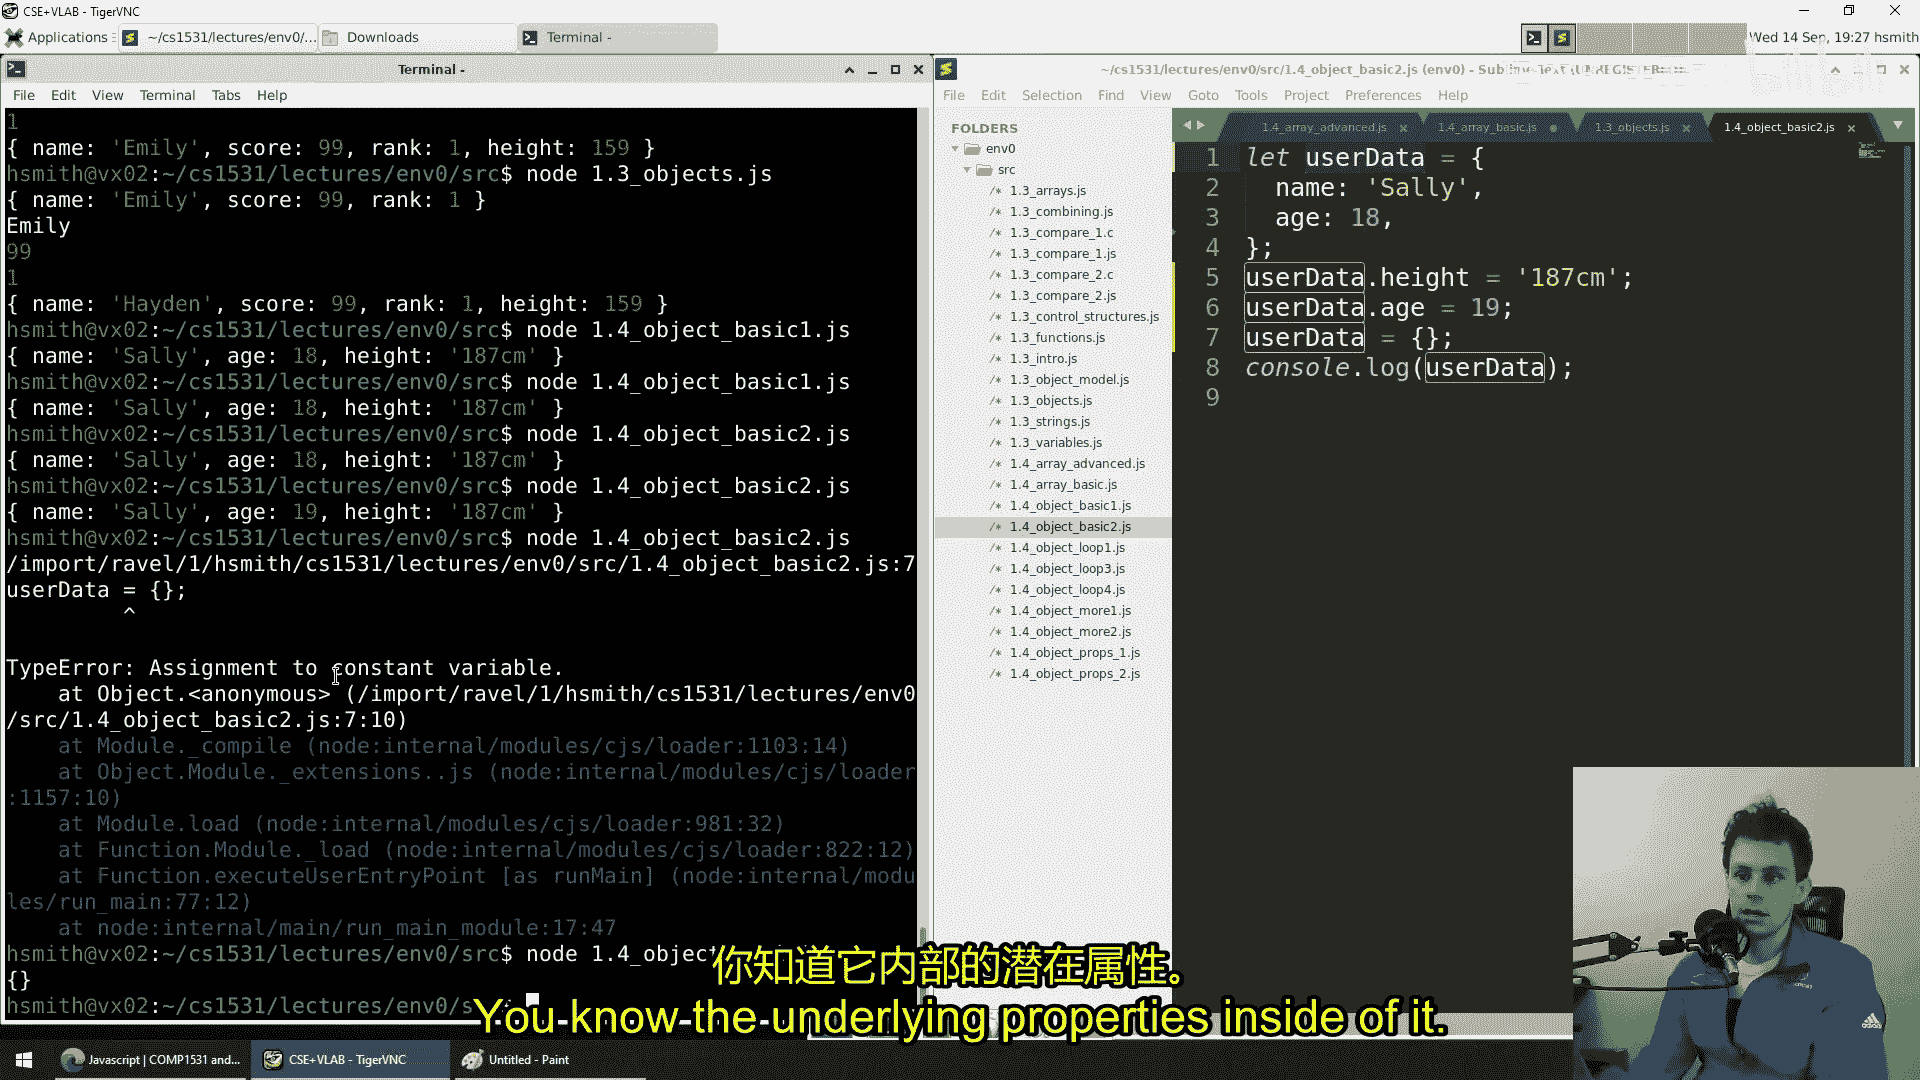 CSE+VLAB - TigerVNC
Applications
~/cs1531/lectures/env0/...
Downloads
Terminal -
Wed 14 Sep, 19:27 hsmith
Terminal -
File Edit View Terminal Tabs Help
1
{ name: 'Emily', score: 99, rank: 1, height: 159 }
hsmith@vx02:~/cs1531/lectures/env0/src$ node 1.3_objects.js
{ name: 'Emily', score: 99, rank: 1 }
Emily
99
1
{ name: 'Hayden', score: 99, rank: 1, height: 159 }
hsmith@vx02:~/cs1531/lectures/env0/src$ node 1.4_object_basic1.js
{ name: 'Sally', age: 18, height: '187cm' }
hsmith@vx02:~/cs1531/lectures/env0/src$ node 1.4_object_basic1.js
{ name: 'Sally', age: 18, height: '187cm' }
hsmith@vx02:~/cs1531/lectures/env0/src$ node 1.4_object_basic2.js
{ name: 'Sally', age: 18, height: '187cm' }
hsmith@vx02:~/cs1531/lectures/env0/src$ node 1.4_object_basic2.js
{ name: 'Sally', age: 19, height: '187cm' }
hsmith@vx02:~/cs1531/lectures/env0/src$ node 1.4_object_basic2.js
/import/ravel/1/hsmith/cs1531/lectures/env0/src/1.4_object_basic2.js:7
userData = {};
^
TypeError: Assignment to constant variable.
at Object.<anonymous> (/import/ravel/1/hsmith/cs1531/lectures/env0
/src/1.4_object_basic2.js:7:10)
at Module._compile (node:internal/modules/cjs/loader:1103:14)
at Object.Module._extensions..js (node:internal/modules/cjs/loader
:1157:10)
at Module.load (node:internal/modules/cjs/loader:981:32)
at Function.Module._load (node:internal/modules/cjs/loader:822:12)
at Function.executeUserEntryPoint [as runMain] (node:internal/modu
les/run_main:77:12)
at node:internal/main/run_main_module:17:47
hsmith@vx02:~/cs1531/lectures/env0/src$ node 1.4_objec
{}
hsmith@vx02:~/cs1531/lectures/env0/s
~/cs1531/lectures/env0/src/1.4_object_basic2.js (env0) - Sublime Text (UNREGISTERE
File Edit Selection Find View Goto Tools Project Preferences Help
FOLDERS
env0
src
/* 1.3_arrays.js
/* 1.3_combining.js
/* 1.3_compare_1.c
/* 1.3_compare_1.js
/* 1.3_compare_2.c
/* 1.3_compare_2.js
/* 1.3_control_structures.js
/* 1.3_functions.js
/* 1.3_intro.js
/* 1.3_object_model.js
/* 1.3_objects.js
/* 1.3_strings.js
/* 1.3_variables.js
/* 1.4_array_advanced.js
/* 1.4_array_basic.js
/* 1.4_object_basic1.js
/* 1.4_object_basic2.js
/* 1.4_object_loop1.js
/* 1.4_object_loop3.js
/* 1.4_object_loop4.js
/* 1.4_object_more1.js
/* 1.4_object_more2.js
/* 1.4_object_props_1.js
/* 1.4_object_props_2.js
1.4_array_advanced.js 1.4_array_basic.js 1.3_objects.js 1.4_object_basic2.js
1 let userData = {
2 name: 'Sally',
3 age: 18,
4 };
5 userData.height = '187cm';
6 userData.age = 19;
7 userData = {};
8 console.log(userData);
9
你知道它内部的潜在属性。
You know the underlying properties inside of it.
Javascript | COMP1531 and...
CSE+VLAB - TigerVNC
Untitled - Paint